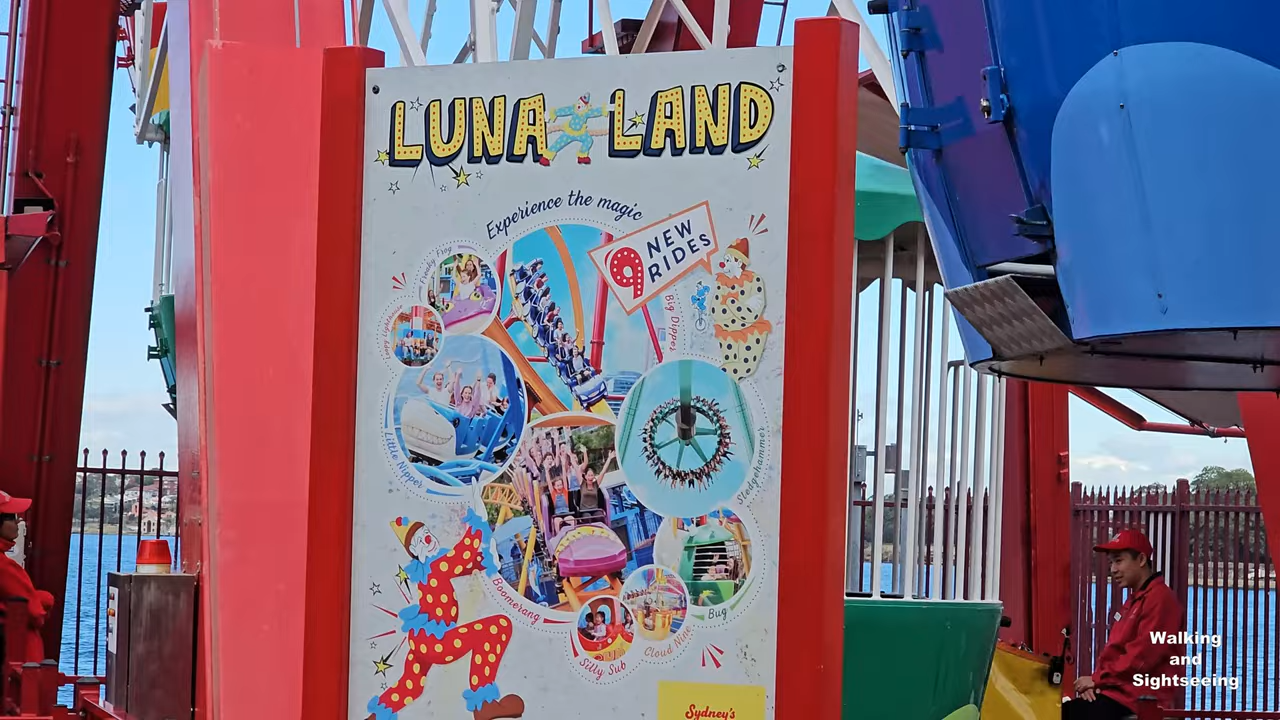 LUNA LAND
Experience the magic
9 NEW
RIDES
Big Dipper
Little Nipper
Sledgehammer
Boomerang
Bug
Cloud Nine
Silly Sub
Sydney's
Walking
and
Sightseeing